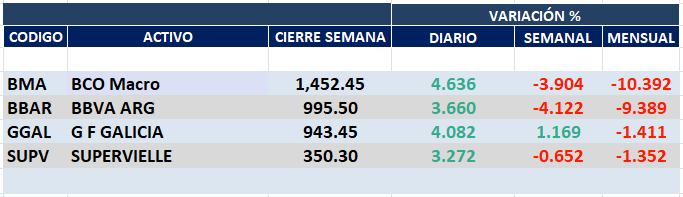 VARIACIÓN %
CODIGO ACTIVO CIERRE SEMANA DIARIO SEMANAL MENSUAL
BMA BCO Macro 1,452.45 4.636 -3.904 -10.392
BBAR BBVA ARG 995.50 3.660 -4.122 -9.389
GGAL G F GALICIA 943.45 4.082 1.169 -1.411
SUPV SUPERVIELLE 350.30 3.272 -0.652 -1.352